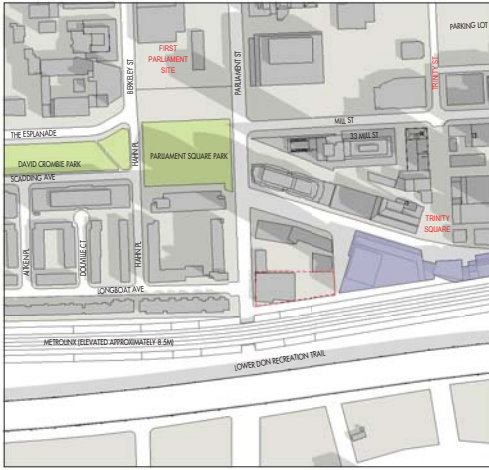 PARKING LOT
FIRST
PARLIAMENT
SITE
BERKELEY ST
PARLIAMENT ST
TRINITY ST
MILL ST
THE ESPLANADE
33 MILL ST
HAHN PL
PARLIAMENT SQUARE PARK
DAVID CROMBIE PARK
SCADDING AVE
TRINITY
SQUARE
AITKEN PL
DOUVILLE CT
HAHN PL
LONGBOAT AVE
METROLINX (ELEVATED APPROXIMATELY 8.5M)
LOWER DON RECREATION TRAIL